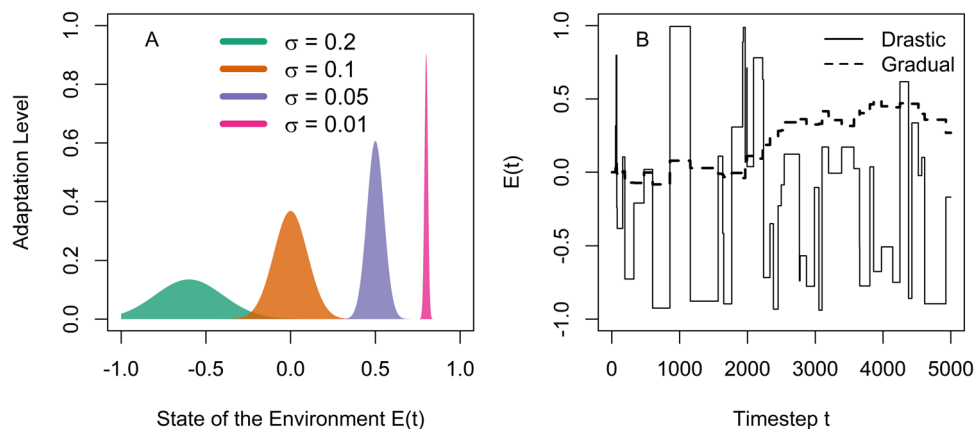 A
σ = 0.2
σ = 0.1
σ = 0.05
σ = 0.01
Adaptation Level
1.0
0.8
0.6
0.4
0.2
0.0
-1.0 -0.5 0.0 0.5 1.0
State of the Environment E(t)
B
Drastic
Gradual
E(t)
1.0
0.5
0.0
-0.5
-1.0
0 1000 2000 3000 4000 5000
Timestep t